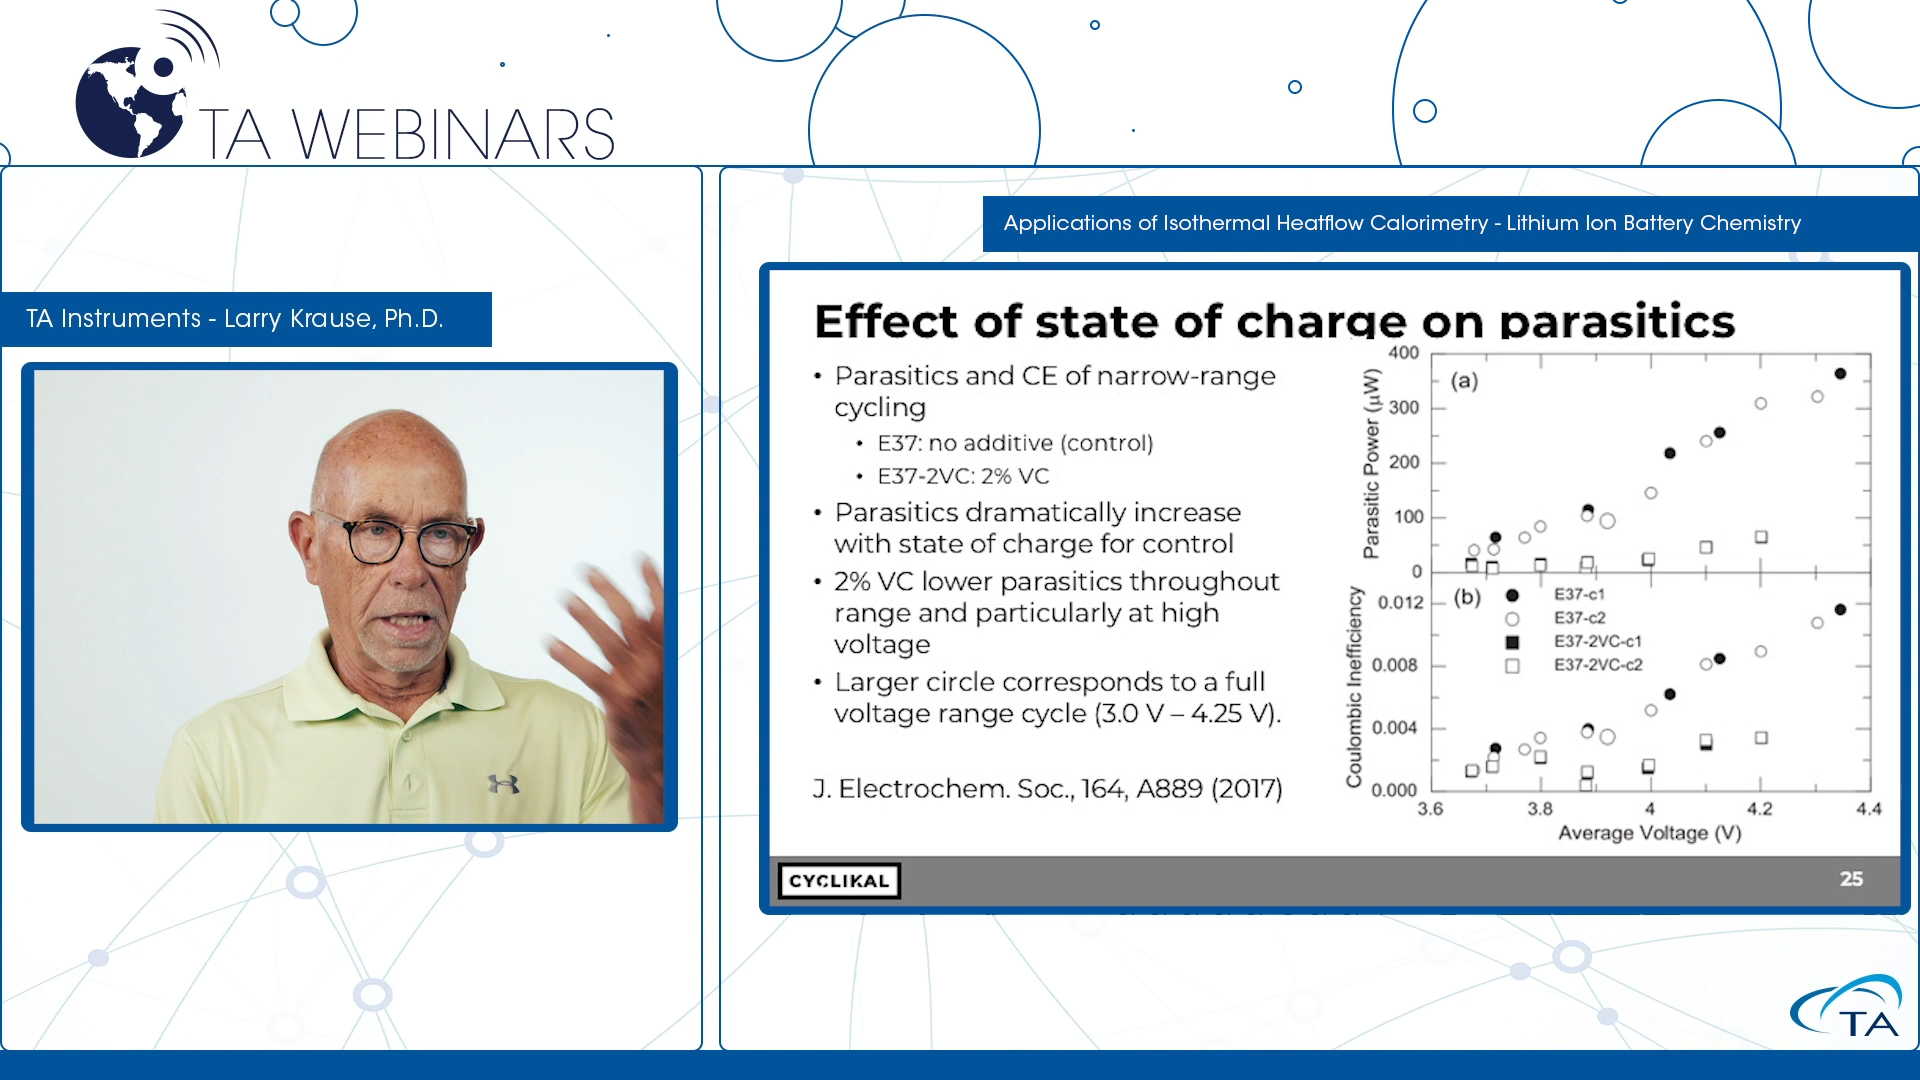 TA WEBINARS
TA Instruments - Larry Krause, Ph.D.
Applications of Isothermal Heatflow Calorimetry - Lithium Ion Battery Chemistry
Effect of state of charge on parasitics
• Parasitics and CE of narrow-range
cycling
• E37: no additive (control)
• E37-2VC: 2% VC
• Parasitics dramatically increase
with state of charge for control
• 2% VC lower parasitics throughout
range and particularly at high
voltage
• Larger circle corresponds to a full
voltage range cycle (3.0 V – 4.25 V).
J. Electrochem. Soc., 164, A889 (2017)
Parasitic Power (µW)
400
300
200
100
0
(a)
Coulombic Inefficiency
0.012
0.008
0.004
0.000
(b)
E37-c1
E37-c2
E37-2VC-c1
E37-2VC-c2
3.6 3.8 4 4.2 4.4
Average Voltage (V)
CYCLIKAL
25
TA